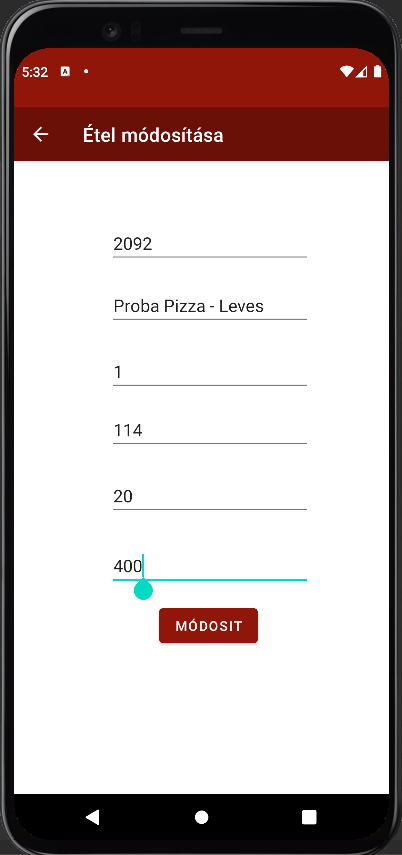 5:32 A
Étel módosítása
2092
Proba Pizza - Leves
1
114
20
400
MÓDOSIT